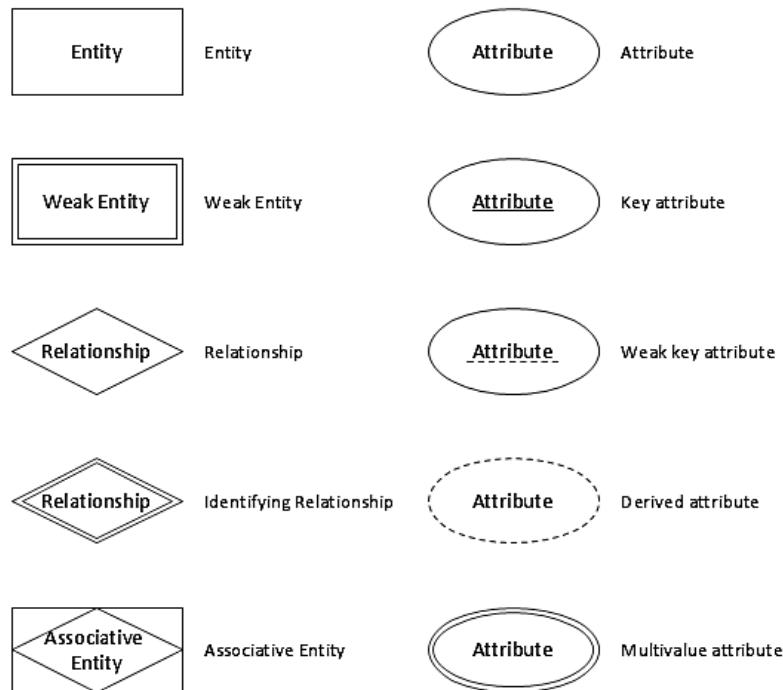 Entity
Entity
Attribute
Attribute
Weak Entity
Weak Entity
Attribute
Key attribute
Relationship
Relationship
Attribute
Weak key attribute
Relationship
Identifying Relationship
Attribute
Derived attribute
Associative
Entity
Associative Entity
Attribute
Multivalue attribute